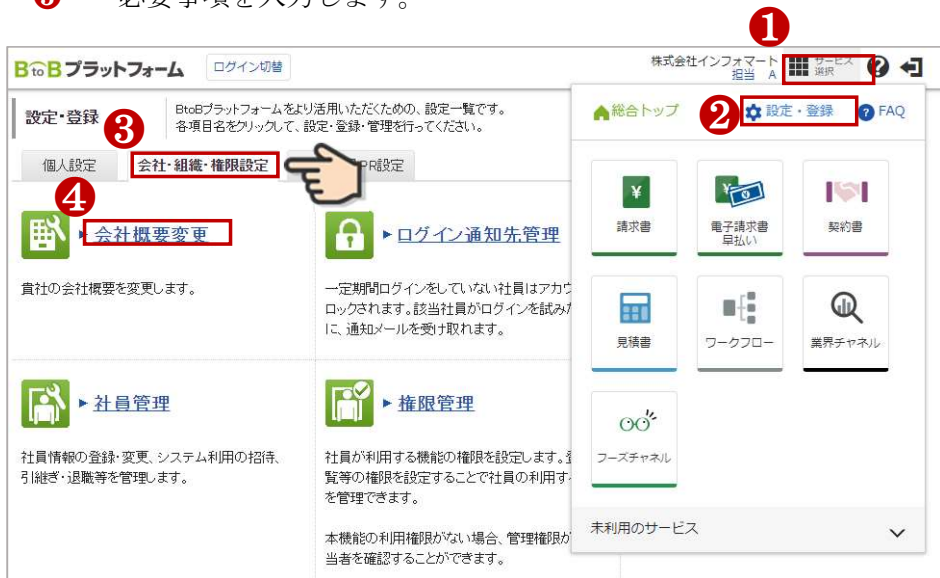 ❺ 必要事項を入力します。
❶
BtoBプラットフォーム
ログイン切替
株式会社インフォマート
担当 A
サービス
選択
設定・登録
BtoBプラットフォームをより活用いただくための、設定一覧です。
各項目名をクリックして、設定・登録・管理を行ってください。
❸
個人設定
会社・組織・権限設定
PR設定
❹
会社概要変更
貴社の会社概要を変更します。
ログイン通知先管理
一定期間ログインをしていない社員はアカウ
ロックされます。該当社員がログインを試みた
に、通知メールを受け取れます。
社員管理
社員情報の登録・変更、システム利用の招待、
引継ぎ・退職等を管理します。
権限管理
社員が利用する機能の権限を設定します。
覧等の権限を設定することで社員の利用す
を管理できます。
本機能の利用権限がない場合、管理権限が
当者を確認することができます。
総合トップ
❷
設定・登録
FAQ
請求書
電子請求書
早払い
契約書
見積書
ワークフロー
業界チャネル
フーズチャネル
未利用のサービス